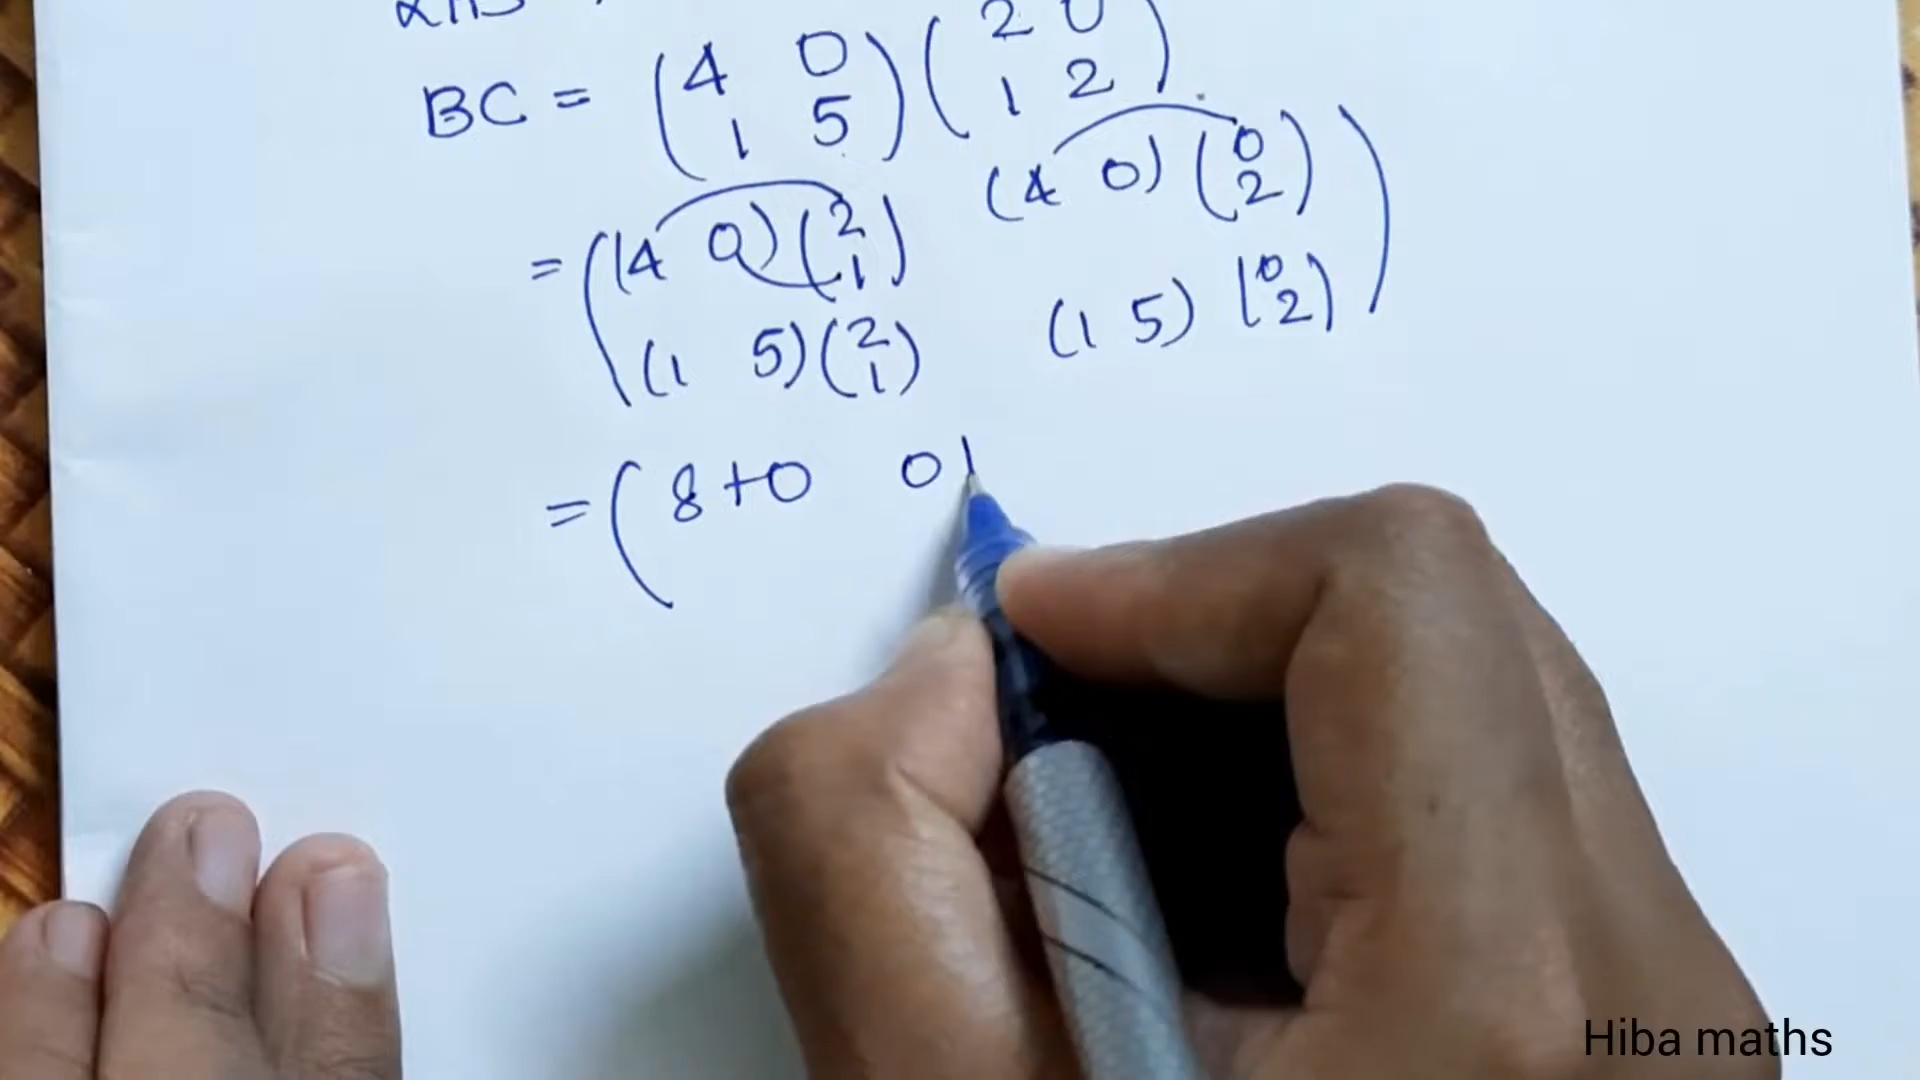 BC = (4 0 1 5) (2 0 1 2)
= ((4 0) (2 1) (4 0) (0 2)
(1 5) (2 1) (1 5) (0 2))
= (8+0 0
Hiba maths